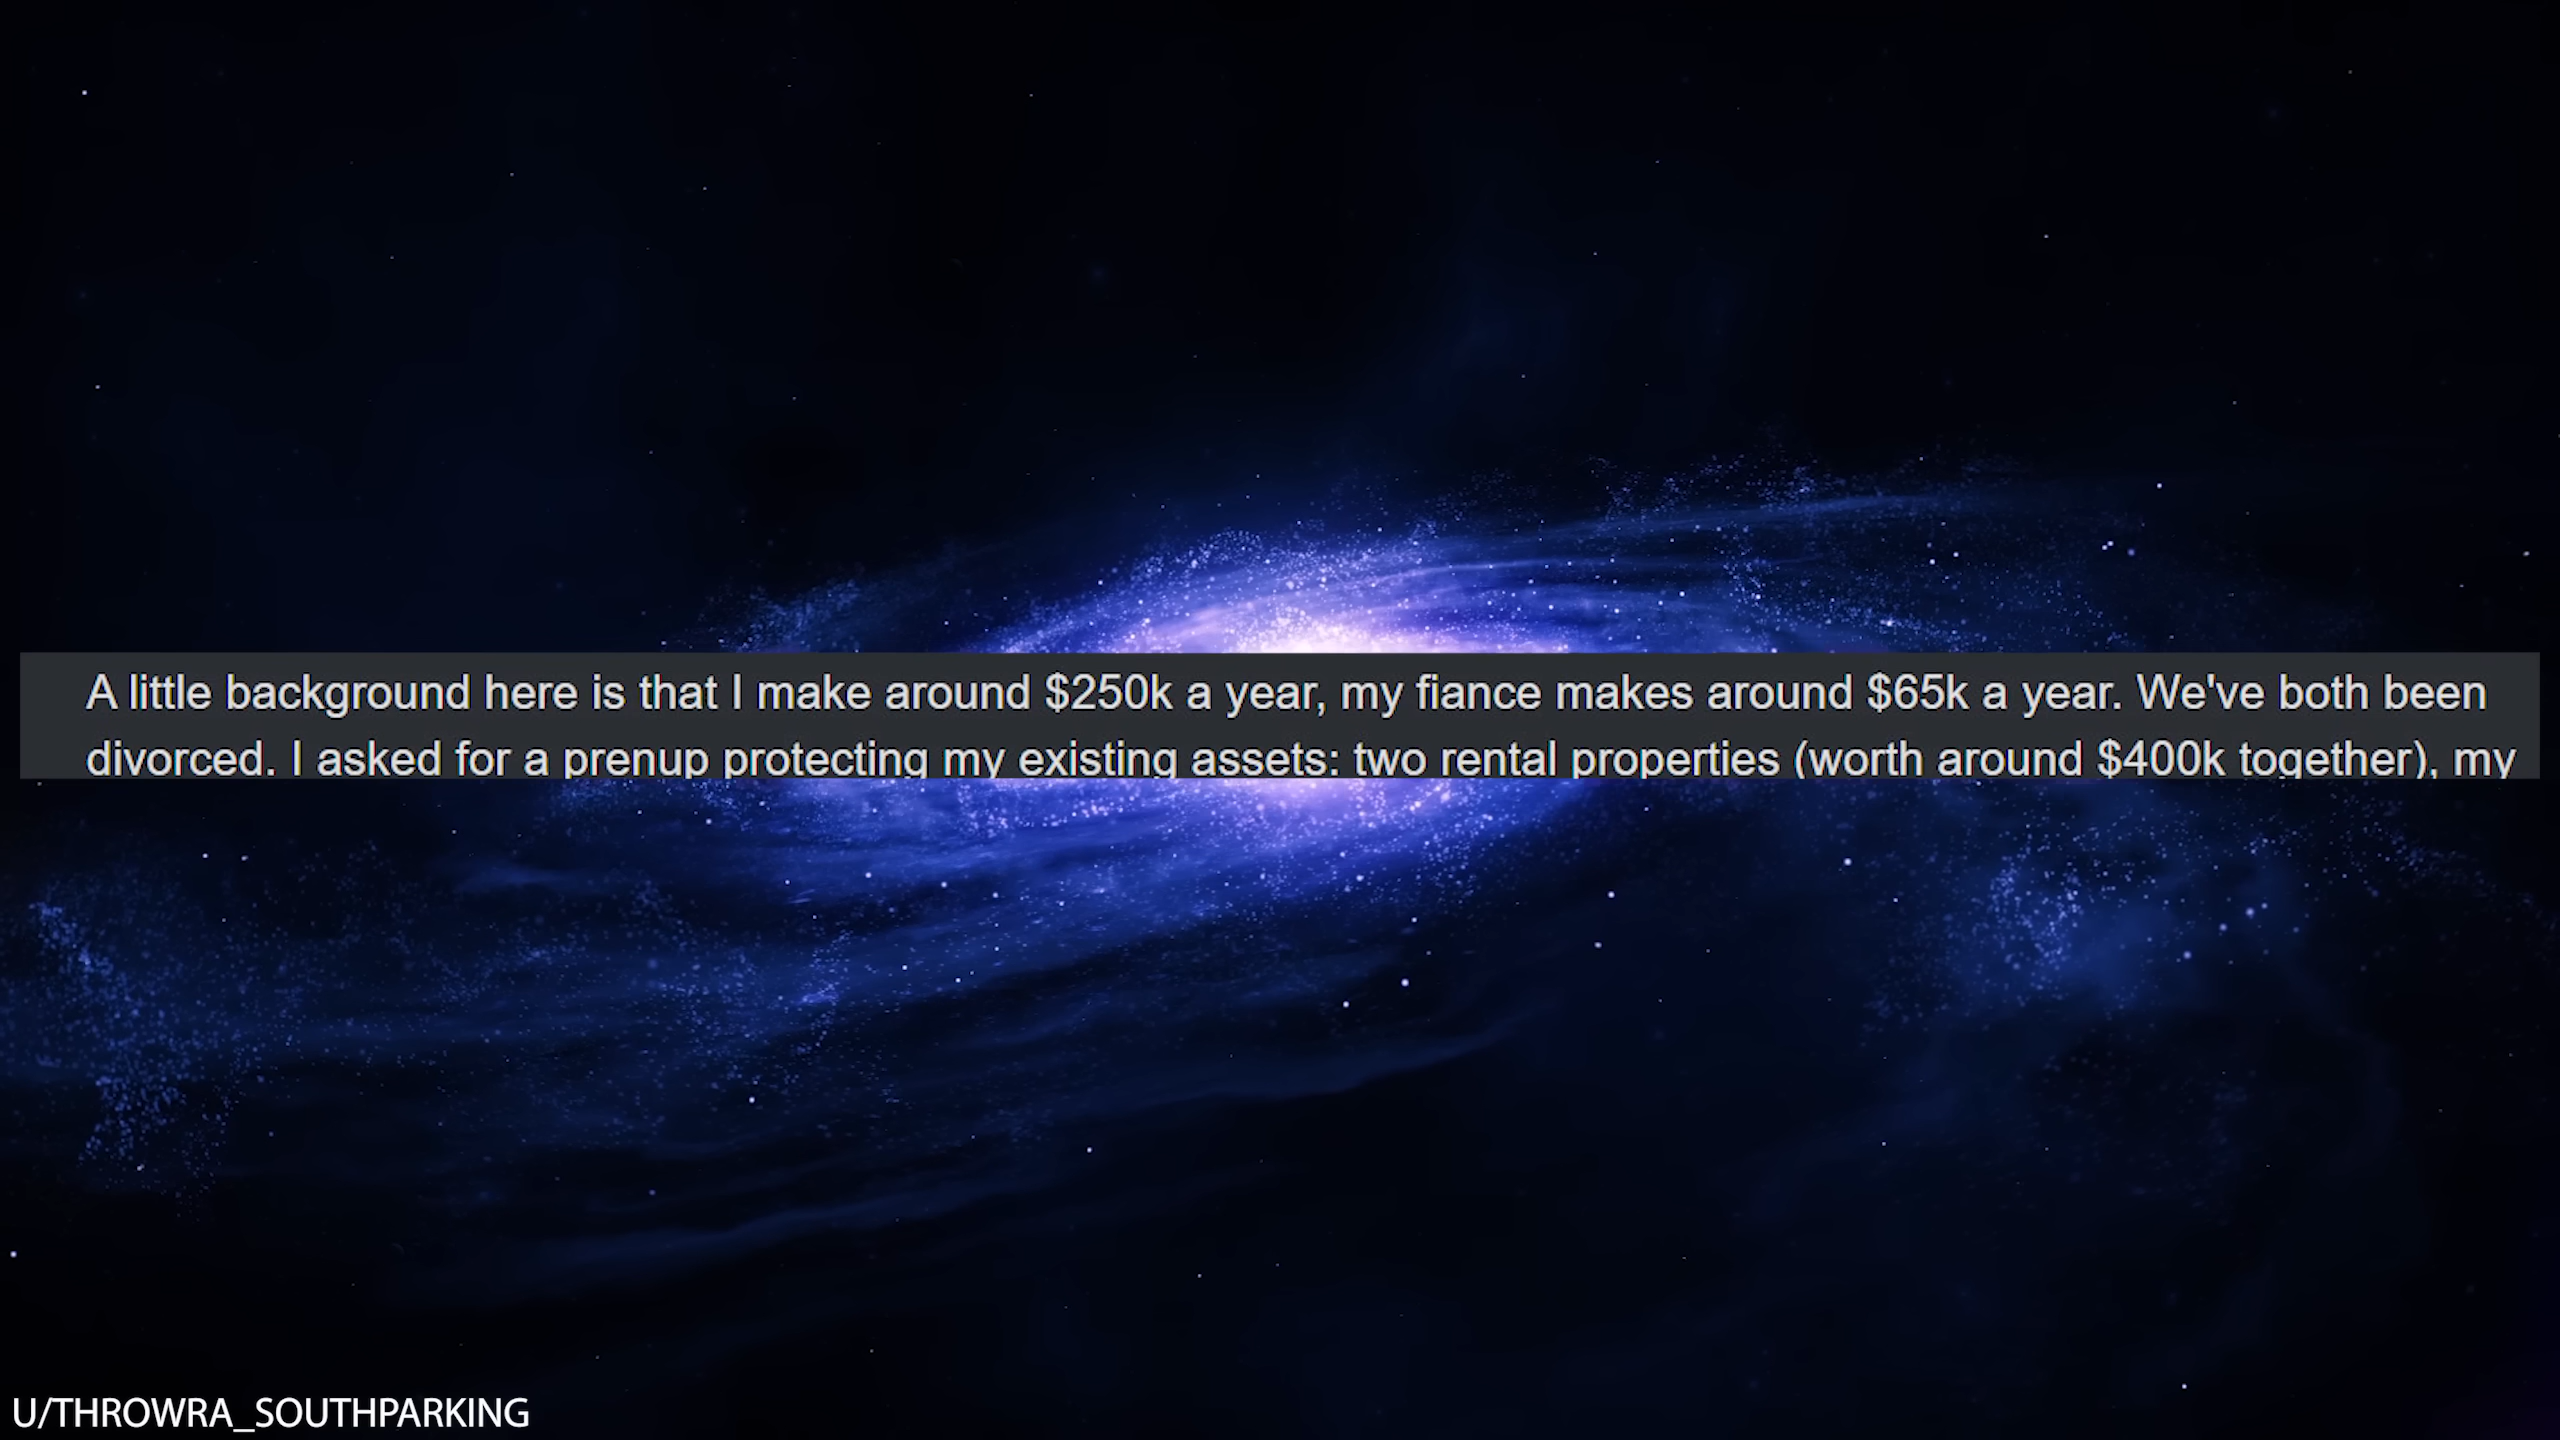 A little background here is that I make around $250k a year, my fiance makes around $65k a year. We've both been
divorced. I asked for a prenup protecting my existing assets: two rental properties (worth around $400k together), my
U/THROWRA_SOUTHPARKING